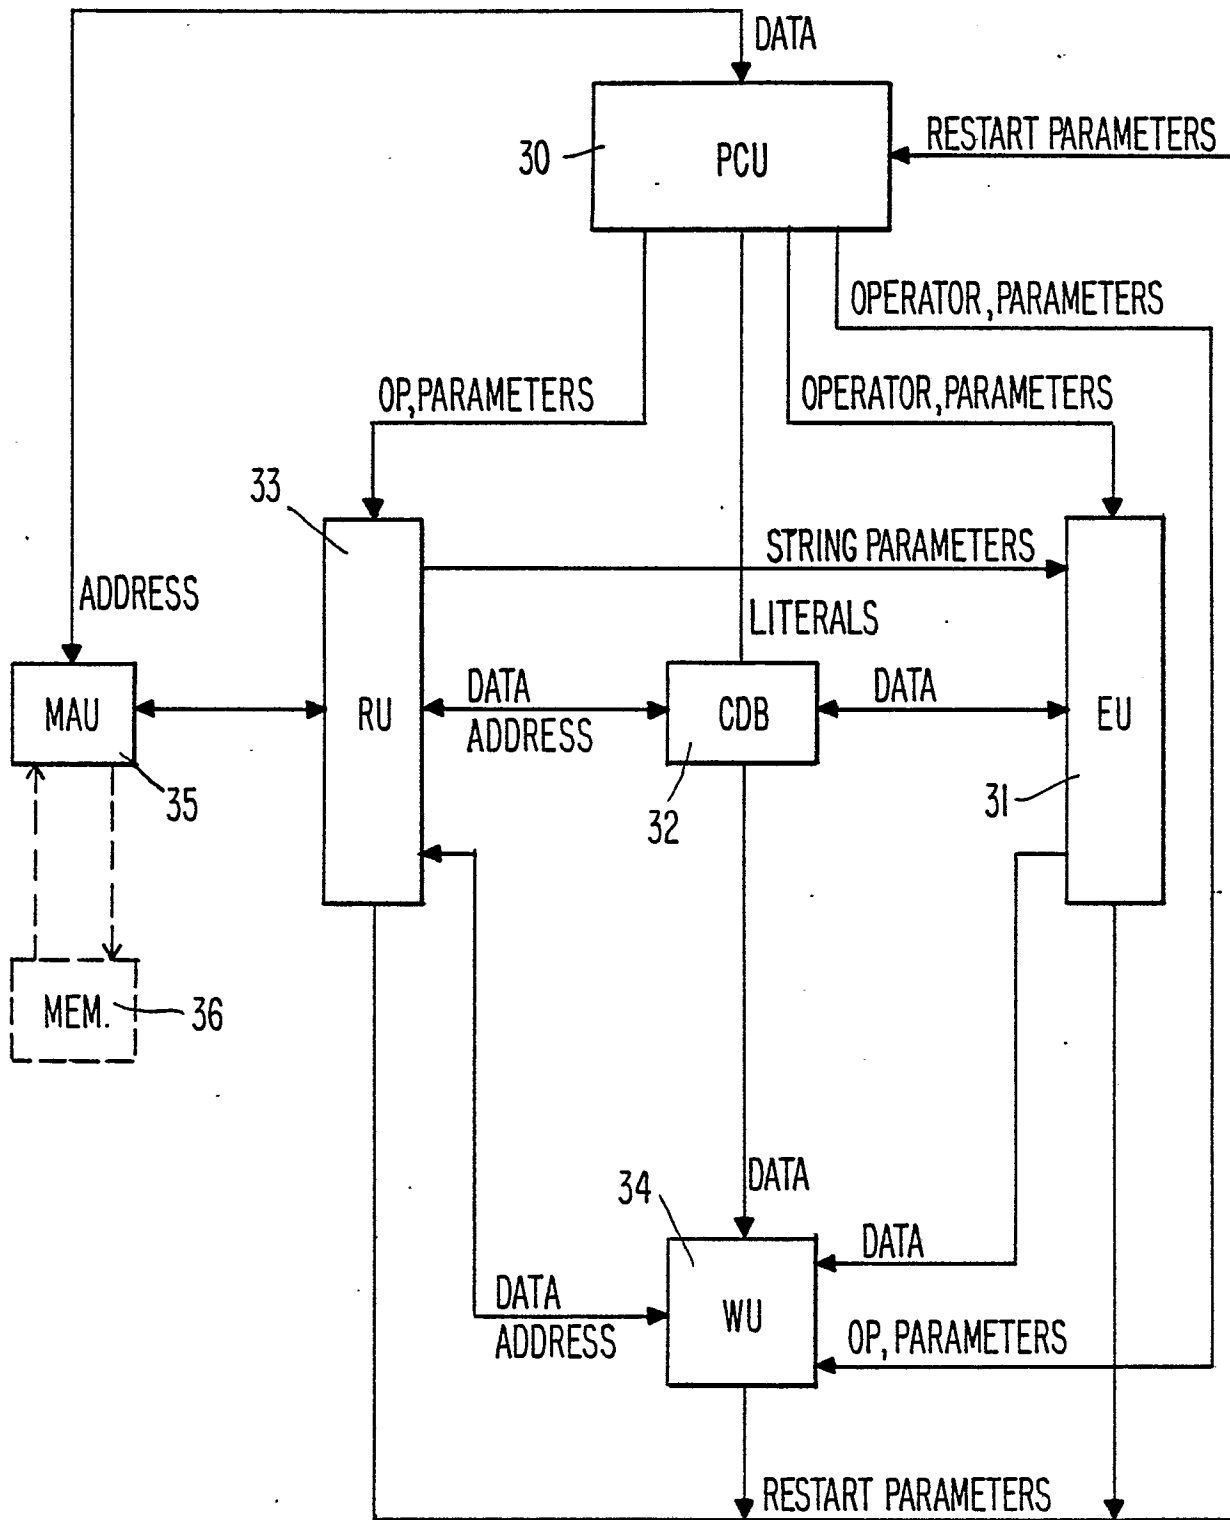 DATA
RESTART PARAMETERS
30
PCU
OPERATOR, PARAMETERS
OP, PARAMETERS
OPERATOR, PARAMETERS
33
STRING PARAMETERS
ADDRESS
LITERALS
MAU
RU
DATA
ADDRESS
CDB
DATA
EU
35
32
31
MEM.
36
34
DATA
DATA
DATA
ADDRESS
WU
OP, PARAMETERS
RESTART PARAMETERS